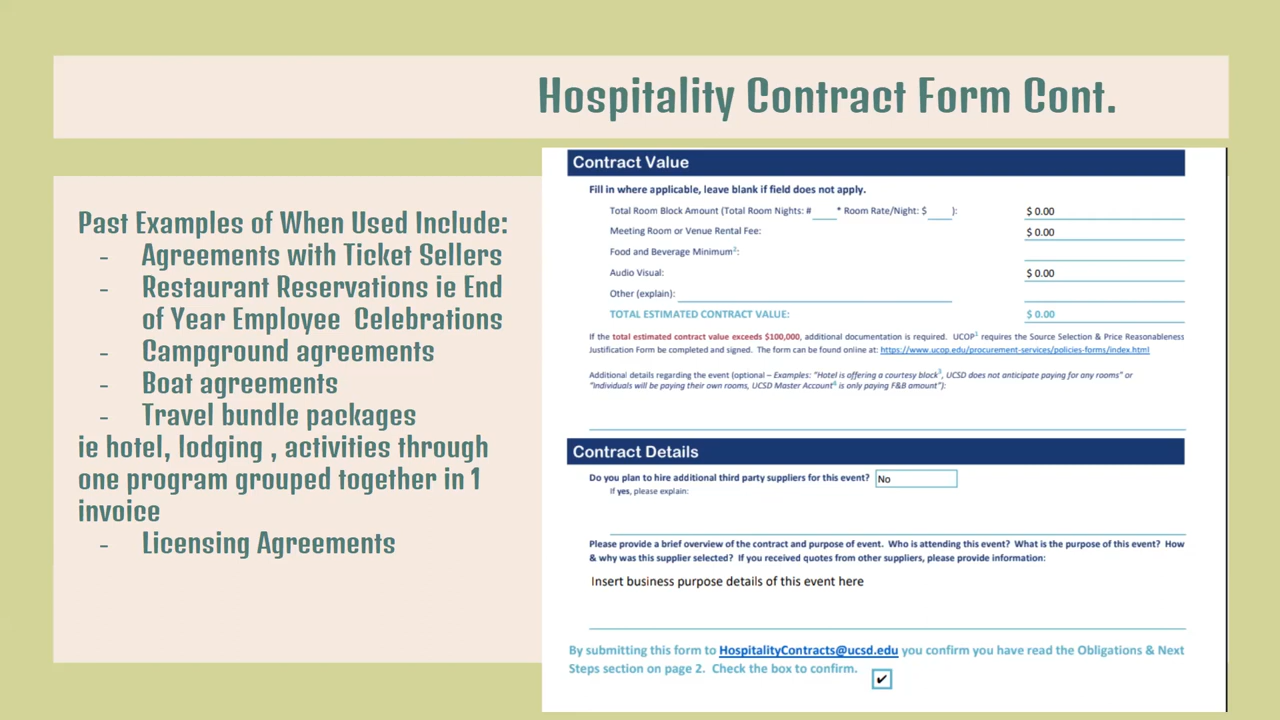 Hospitality Contract Form Cont.
Past Examples of When Used Include:
- Agreements with Ticket Sellers
- Restaurant Reservations ie End
of Year Employee Celebrations
- Campground agreements
- Boat agreements
- Travel bundle packages
ie hotel, lodging , activities through
one program grouped together in 1
invoice
- Licensing Agreements
Contract Value
Fill in where applicable, leave blank if field does not apply.
Total Room Block Amount (Total Room Nights: # ____ * Room Rate/Night: $ ____ ): $ 0.00
Meeting Room or Venue Rental Fee: $ 0.00
Food and Beverage Minimum2:
Audio Visual: $ 0.00
Other (explain):
TOTAL ESTIMATED CONTRACT VALUE: $ 0.00
If the total estimated contract value exceeds $100,000, additional documentation is required. UCOP1 requires the Source Selection & Price Reasonableness
Justification Form be completed and signed. The form can be found online at: https://www.ucop.edu/procurement-services/policies-forms/index.html
Additional details regarding the event (optional – Examples: "Hotel is offering a courtesy block3, UCSD does not anticipate paying for any rooms" or
"Individuals will be paying their own rooms, UCSD Master Account4 is only paying F&B amount"):
Contract Details
Do you plan to hire additional third party suppliers for this event? No
If yes, please explain:
Please provide a brief overview of the contract and purpose of event. Who is attending this event? What is the purpose of this event? How
& why was this supplier selected? If you received quotes from other suppliers, please provide information:
Insert business purpose details of this event here
By submitting this form to HospitalityContracts@ucsd.edu you confirm you have read the Obligations & Next
Steps section on page 2. Check the box to confirm. ✔